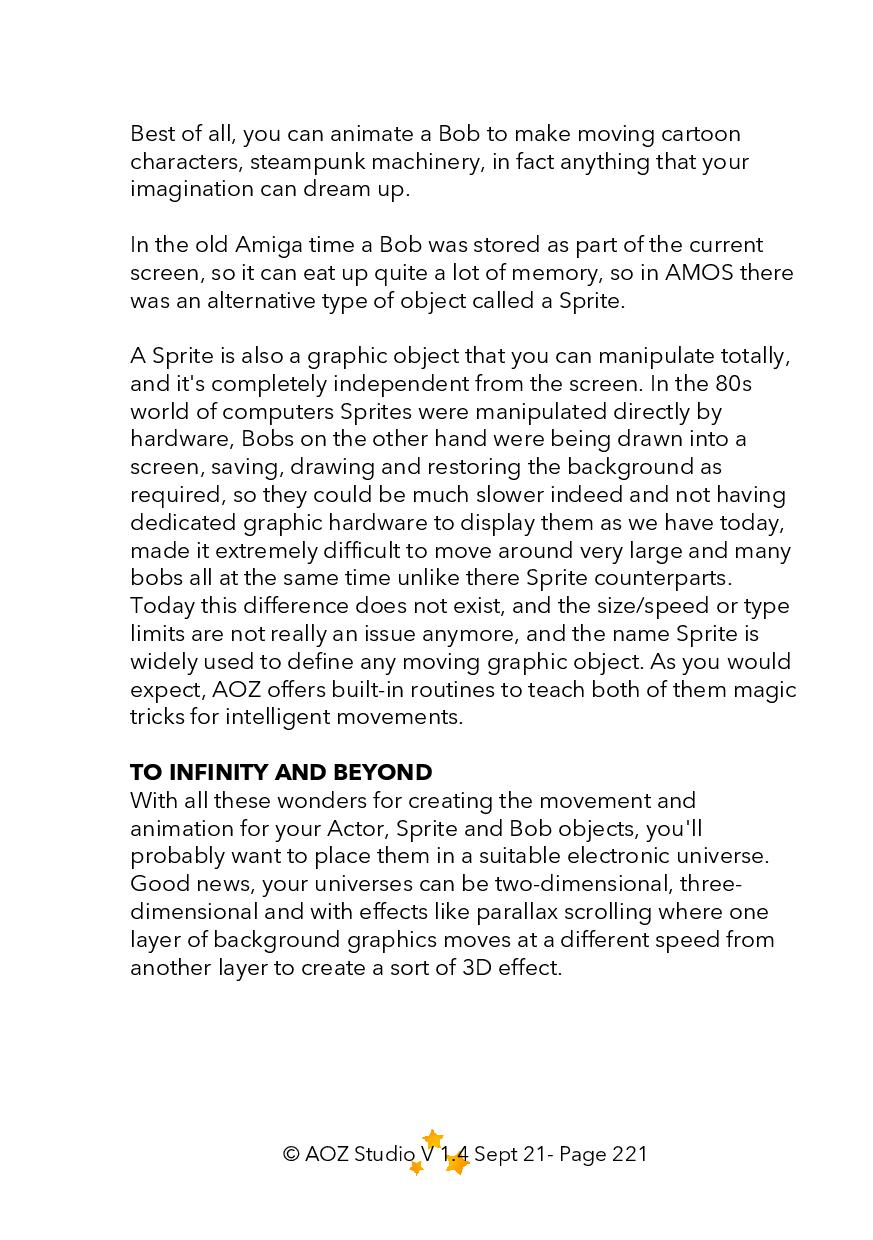 Best of all, you can animate a Bob to make moving cartoon
characters, steampunk machinery, in fact anything that your
imagination can dream up.
In the old Amiga time a Bob was stored as part of the current
screen, so it can eat up quite a lot of memory, so in AMOS there
was an alternative type of object called a Sprite.
A Sprite is also a graphic object that you can manipulate totally,
and it's completely independent from the screen. In the 80s
world of computers Sprites were manipulated directly by
hardware, Bobs on the other hand were being drawn into a
screen, saving, drawing and restoring the background as
required, so they could be much slower indeed and not having
dedicated graphic hardware to display them as we have today,
made it extremely difficult to move around very large and many
bobs all at the same time unlike there Sprite counterparts.
Today this difference does not exist, and the size/speed or type
limits are not really an issue anymore, and the name Sprite is
widely used to define any moving graphic object. As you would
expect, AOZ offers built-in routines to teach both of them magic
tricks for intelligent movements.
TO INFINITY AND BEYOND
With all these wonders for creating the movement and
animation for your Actor, Sprite and Bob objects, you'll
probably want to place them in a suitable electronic universe.
Good news, your universes can be two-dimensional, three-
dimensional and with effects like parallax scrolling where one
layer of background graphics moves at a different speed from
another layer to create a sort of 3D effect.
© AOZ Studio V 1.4 Sept 21- Page 221